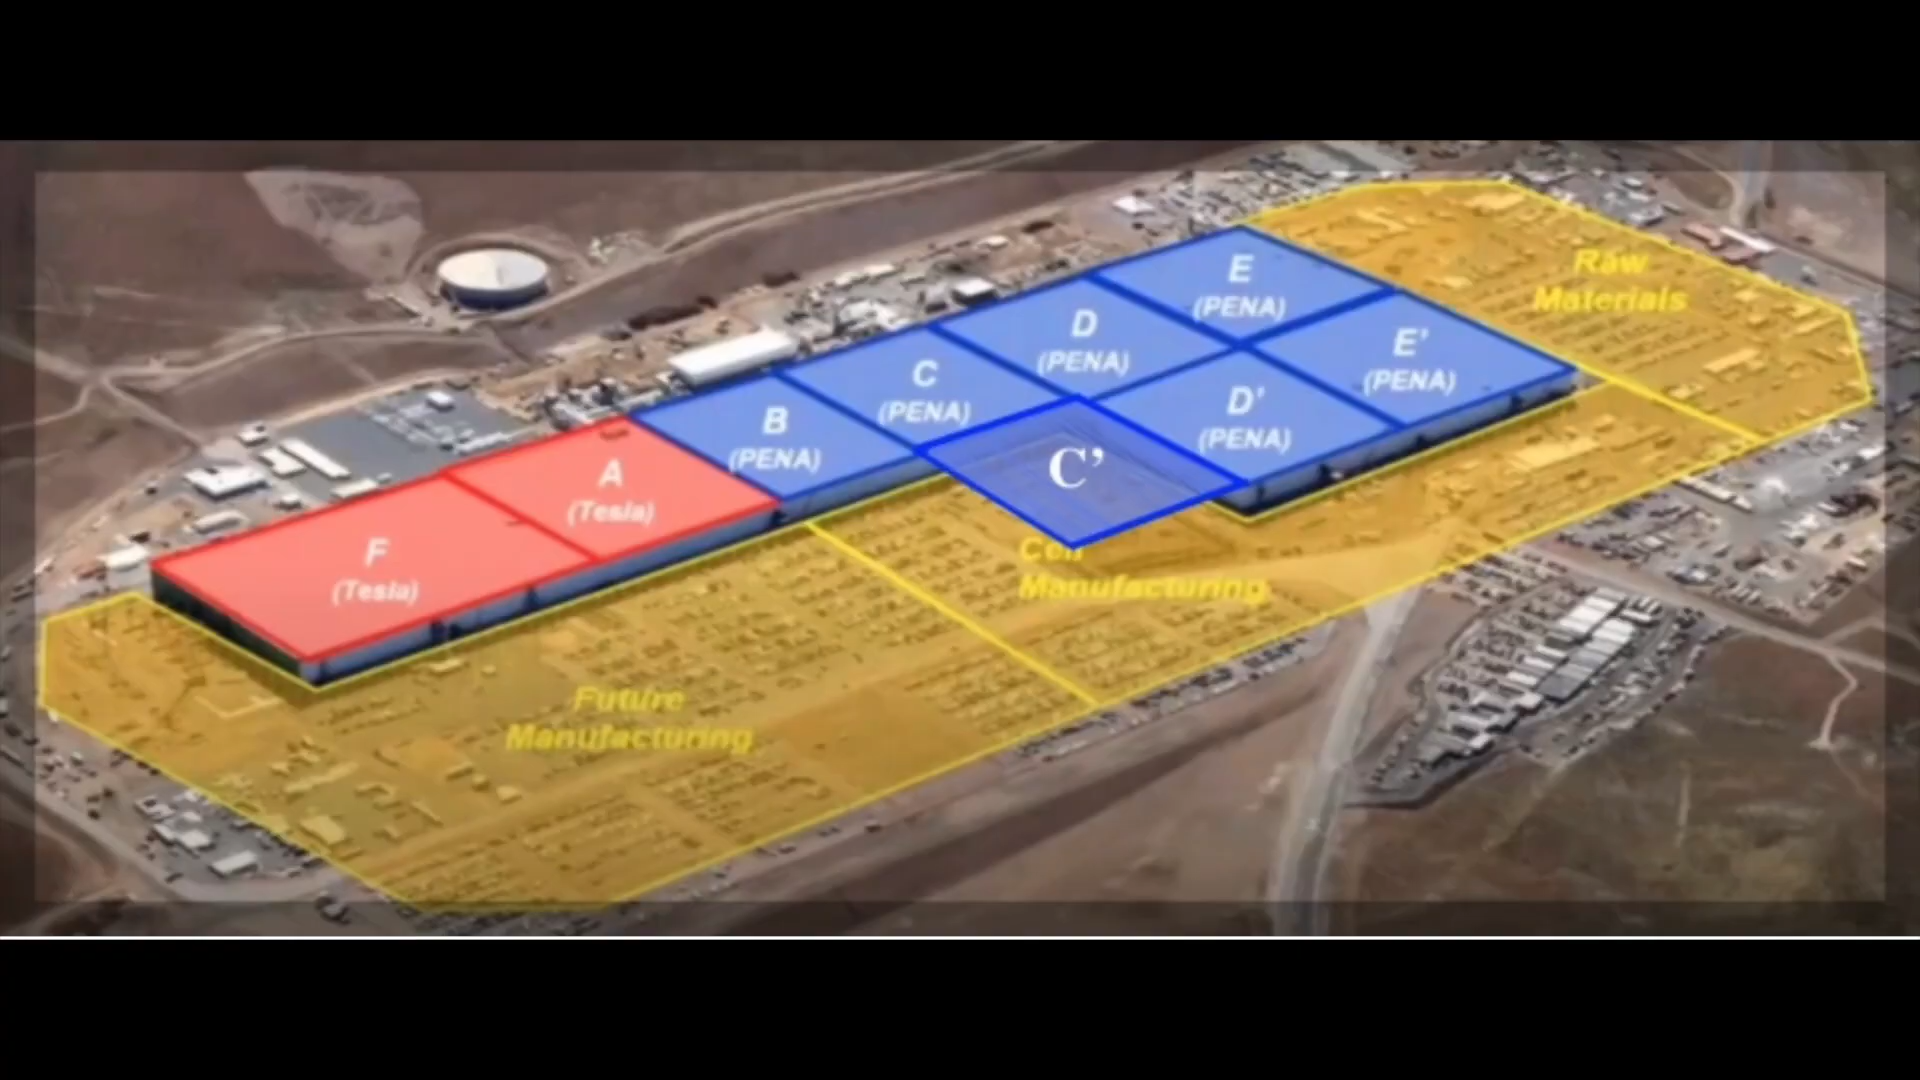 E
(PENA)
Raw
Materials
D
(PENA)
E'
(PENA)
C
(PENA)
D'
(PENA)
B
(PENA)
C'
A
(Tesla)
F
(Tesla)
Cell
Manufacturing
Future
Manufacturing